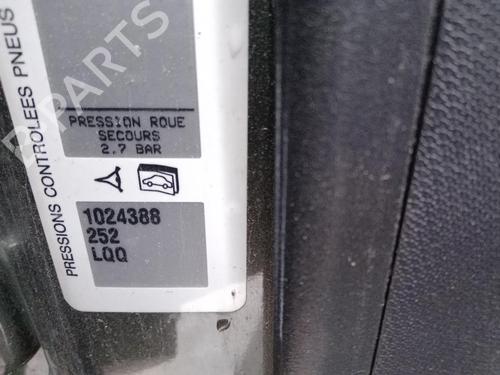 PRESSIONS CONTROLEES PNEUS
PRESSION ROUE
SECOURS
2.7 BAR
1024388
252
LQQ
B-PARTS